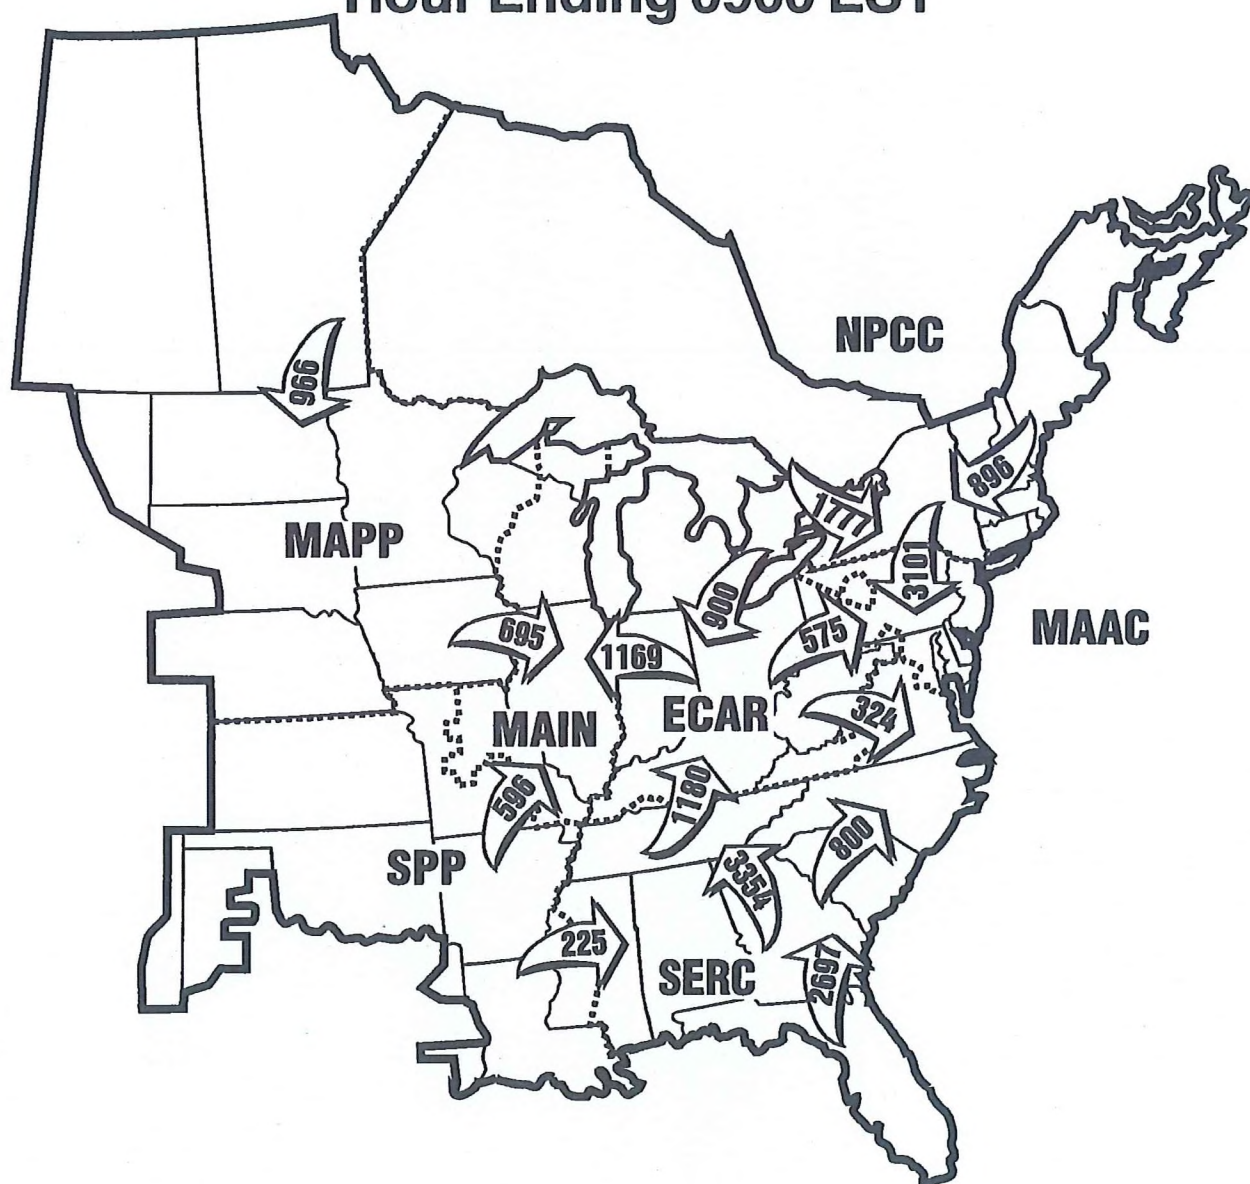 Hour Ending 0900 EST
NPCC
966
896
1777
MAPP
3101
900
MAAC
695
575
1169
ECAR
324
MAIN
1180
596
800
SPP
3354
225
SERC
2697